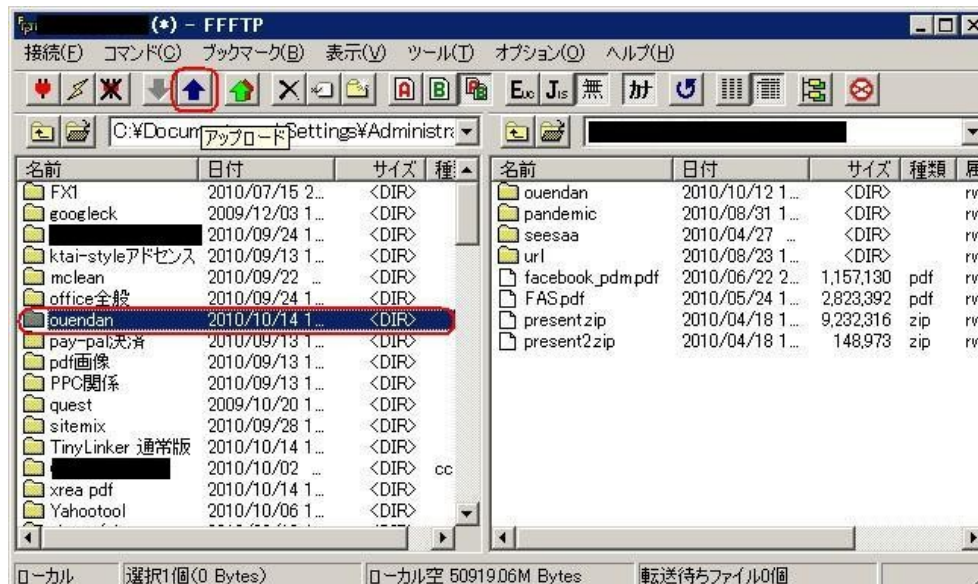 (*) - FFFTP
接続(F) コマンド(C) ブックマーク(B) 表示(V) ツール(T) オプション(O) ヘルプ(H)
A B Euc Jis 無 カナ
C:¥Docum Settings¥Administra
アップロード
名前 日付 サイズ 種
FX1 2010/07/15 2... <DIR>
googleck 2009/12/03 1... <DIR>
2010/09/24 1... <DIR>
ktai-styleアドセンス 2010/09/13 1... <DIR>
mclean 2010/09/22 ... <DIR>
office全般 2010/09/24 1... <DIR>
ouendan 2010/10/14 1... <DIR>
pay-pal決済 2010/09/13 1... <DIR>
pdf画像 2010/09/13 1... <DIR>
PPC関係 2010/09/13 1... <DIR>
quest 2009/10/20 1... <DIR>
sitemix 2010/09/28 1... <DIR>
TinyLinker 通常版 2010/10/14 1... <DIR>
2010/10/02 ... <DIR> cc
xrea pdf 2010/10/14 1... <DIR>
Yahootool 2010/10/06 1... <DIR>
名前 日付 サイズ 種類 属
ouendan 2010/10/12 1... <DIR> rw
pandemic 2010/08/31 1... <DIR> rw
seesaa 2010/04/27 ... <DIR> rw
url 2010/08/23 1... <DIR> rw
facebook_pdm.pdf 2010/06/22 2... 1,157,130 pdf rw
FAS.pdf 2010/05/24 1... 2,823,392 pdf rw
present.zip 2010/04/18 1... 9,232,316 zip rw
present2.zip 2010/04/18 1... 148,973 zip rw
ローカル 選択1個(0 Bytes) ローカル空 50919.06M Bytes 転送待ちファイル0個